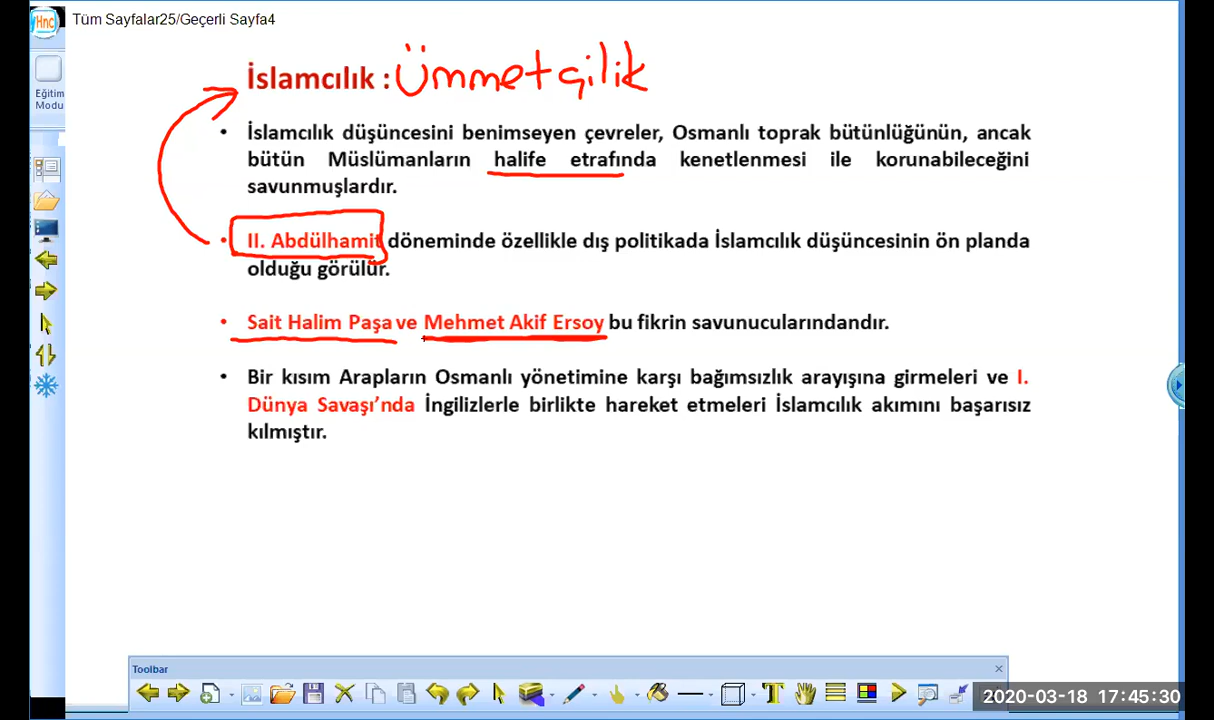 Tüm Sayfalar25/Geçerli Sayfa4
Hnc
Eğitim
Modu
İslamcılık : Ümmetçilik
• İslamcılık düşüncesini benimseyen çevreler, Osmanlı toprak bütünlüğünün, ancak
bütün Müslümanların halife etrafında kenetlenmesi ile korunabileceğini
savunmuşlardır.
• II. Abdülhamit döneminde özellikle dış politikada İslamcılık düşüncesinin ön planda
olduğu görülür.
• Sait Halim Paşa ve Mehmet Akif Ersoy bu fikrin savunucularındandır.
• Bir kısım Arapların Osmanlı yönetimine karşı bağımsızlık arayışına girmeleri ve I.
Dünya Savaşı’nda İngilizlerle birlikte hareket etmeleri İslamcılık akımını başarısız
kılmıştır.
Toolbar
2020-03-18 17:45:30